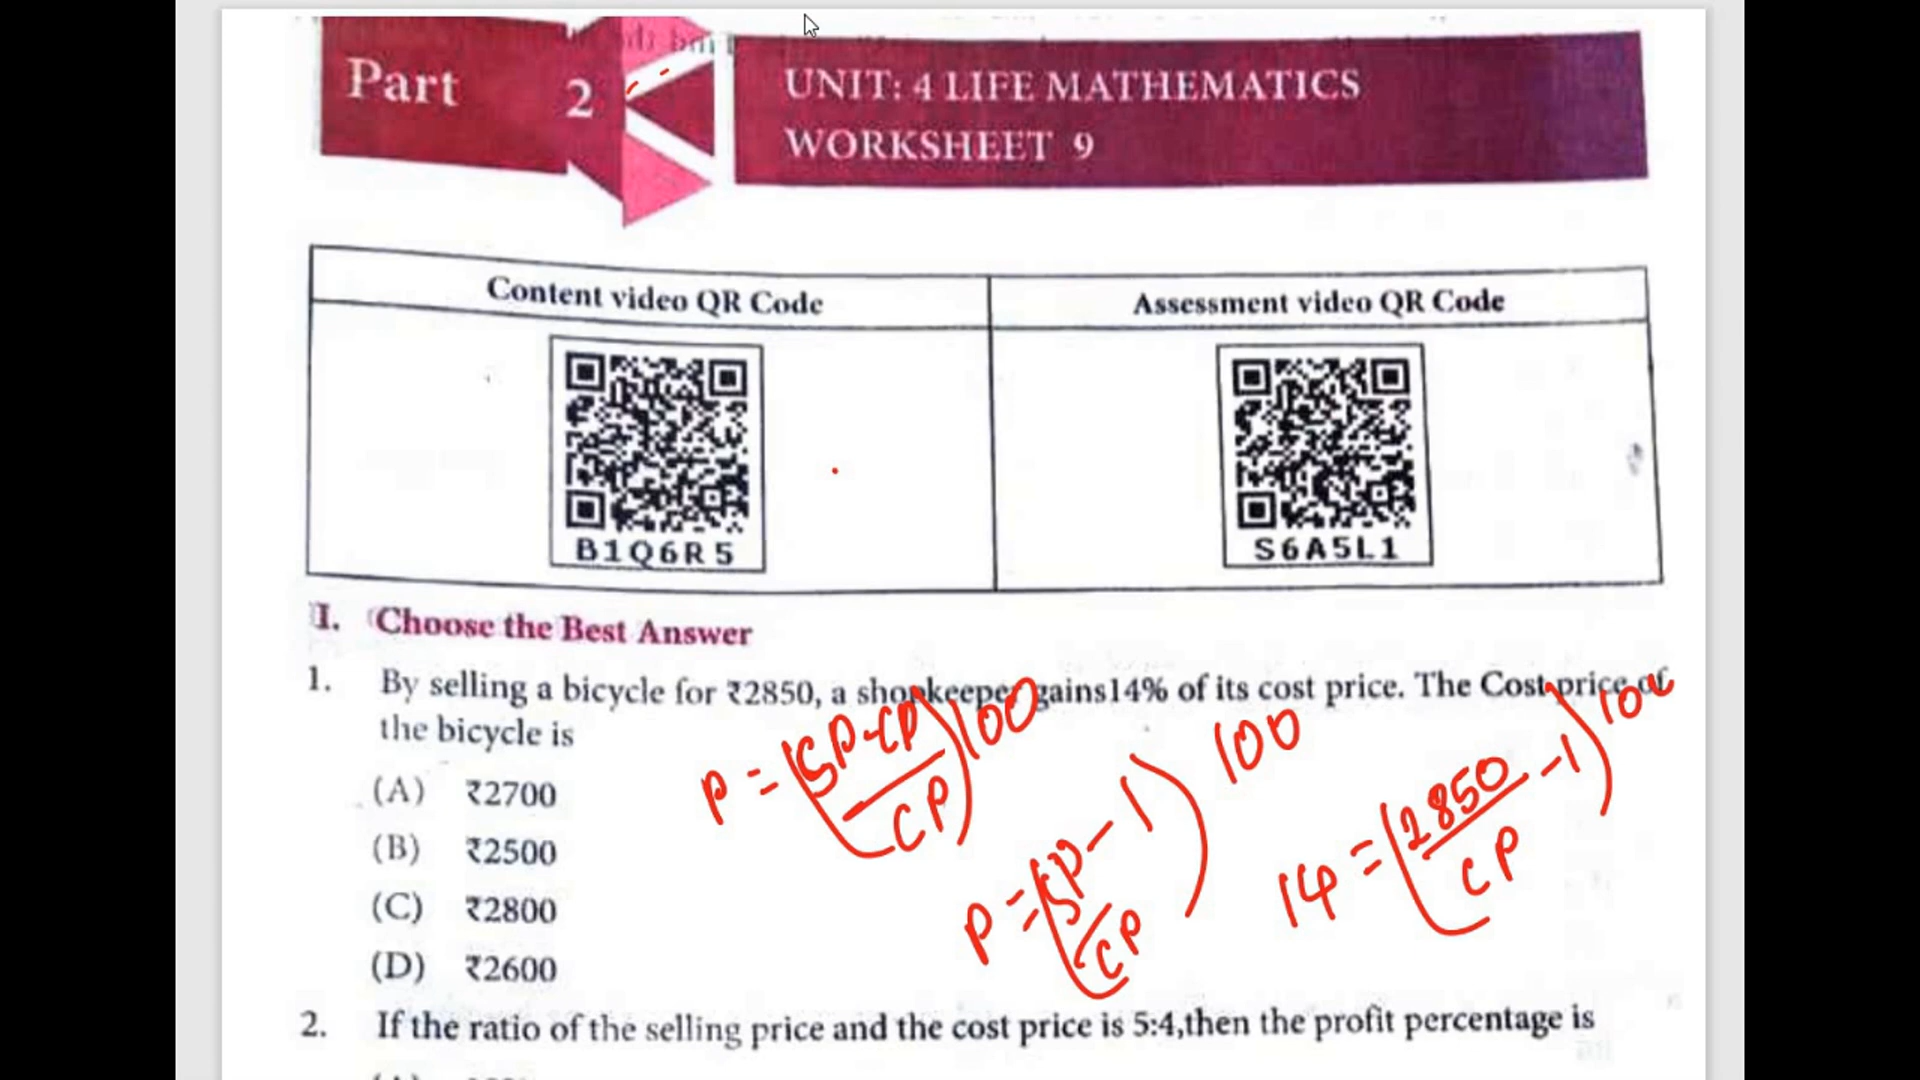 Part 2
UNIT: 4 LIFE MATHEMATICS
WORKSHEET 9
Content video QR Code
Assessment video QR Code
B1Q6R5
S6A5L1
I. Choose the Best Answer
1. By selling a bicycle for ₹2850, a shopkeeper gains14% of its cost price. The Cost price of
the bicycle is
(A) ₹2700
(B) ₹2500
(C) ₹2800
(D) ₹2600
P = (SP-CP/CP)100
P = (SP/CP - 1) 100
14 = (2850/CP - 1) 100
2. If the ratio of the selling price and the cost price is 5:4,then the profit percentage is